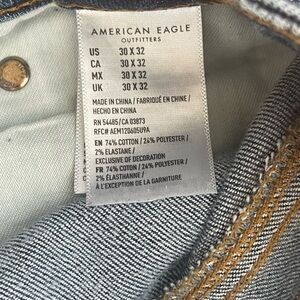 AMERICAN EAGLE
OUTFITTERS
US 30 X 32
CA 30 X 32
MX 30 X 32
UK 30 X 32
MADE IN CHINA / FABRIQUÉ EN CHINE /
HECHO EN CHINA
RN 54485/CA 03873
RFC# AEM1206050U9A
EN 74% COTTON / 24% POLYESTER /
2% ELASTANE /
EXCLUSIVE OF DECORATION
FR 74% COTON / 24% POLYESTER /
2% ÉLASTHANNE /
À L'EXCEPTION DE LA GARNITURE